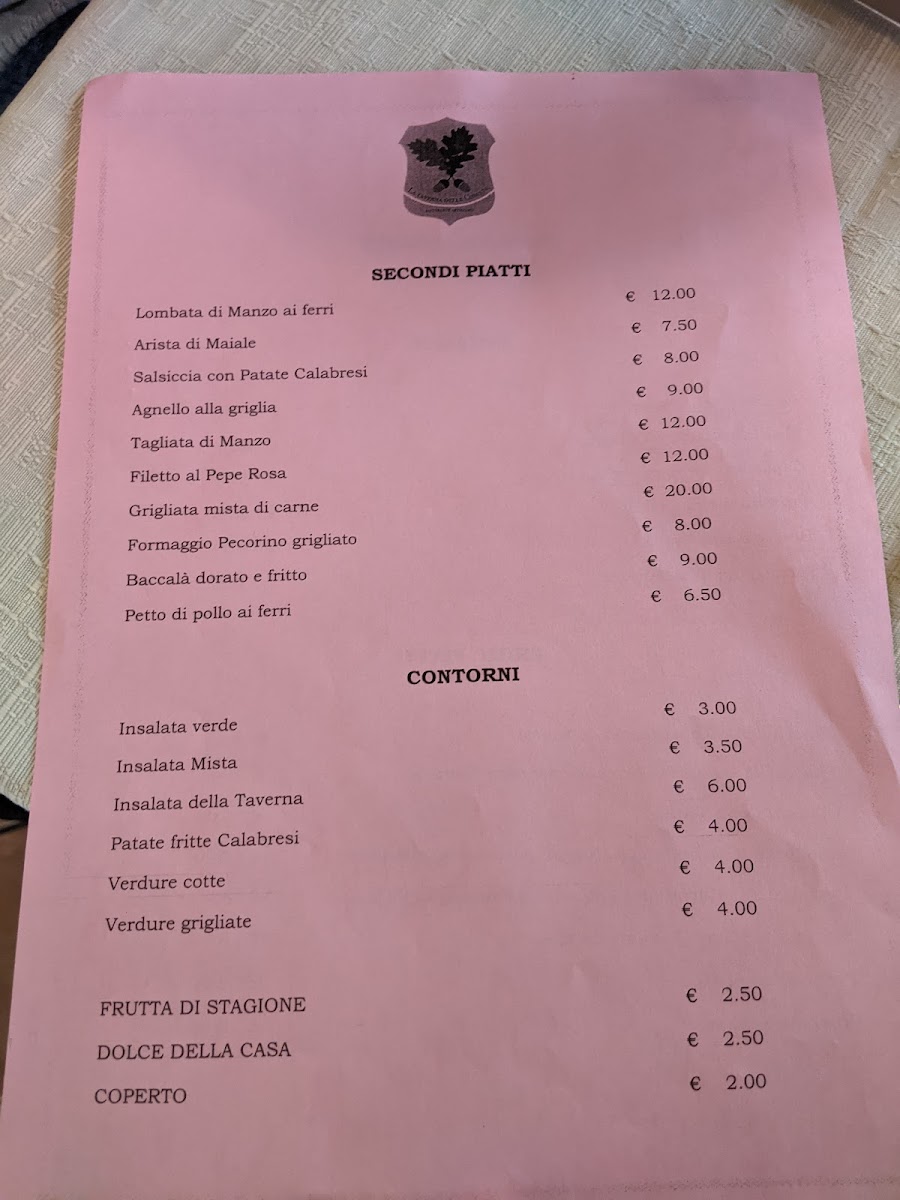 LA TAVERNA DELLE
SECONDI PIATTI
Lombata di Manzo ai ferri € 12.00
Arista di Maiale € 7.50
Salsiccia con Patate Calabresi € 8.00
Agnello alla griglia € 9.00
Tagliata di Manzo € 12.00
Filetto al Pepe Rosa € 12.00
Grigliata mista di carne € 20.00
Formaggio Pecorino grigliato € 8.00
Baccalà dorato e fritto € 9.00
Petto di pollo ai ferri € 6.50
CONTORNI
Insalata verde € 3.00
Insalata Mista € 3.50
Insalata della Taverna € 6.00
Patate fritte Calabresi € 4.00
Verdure cotte € 4.00
Verdure grigliate € 4.00
FRUTTA DI STAGIONE € 2.50
DOLCE DELLA CASA € 2.50
COPERTO € 2.00